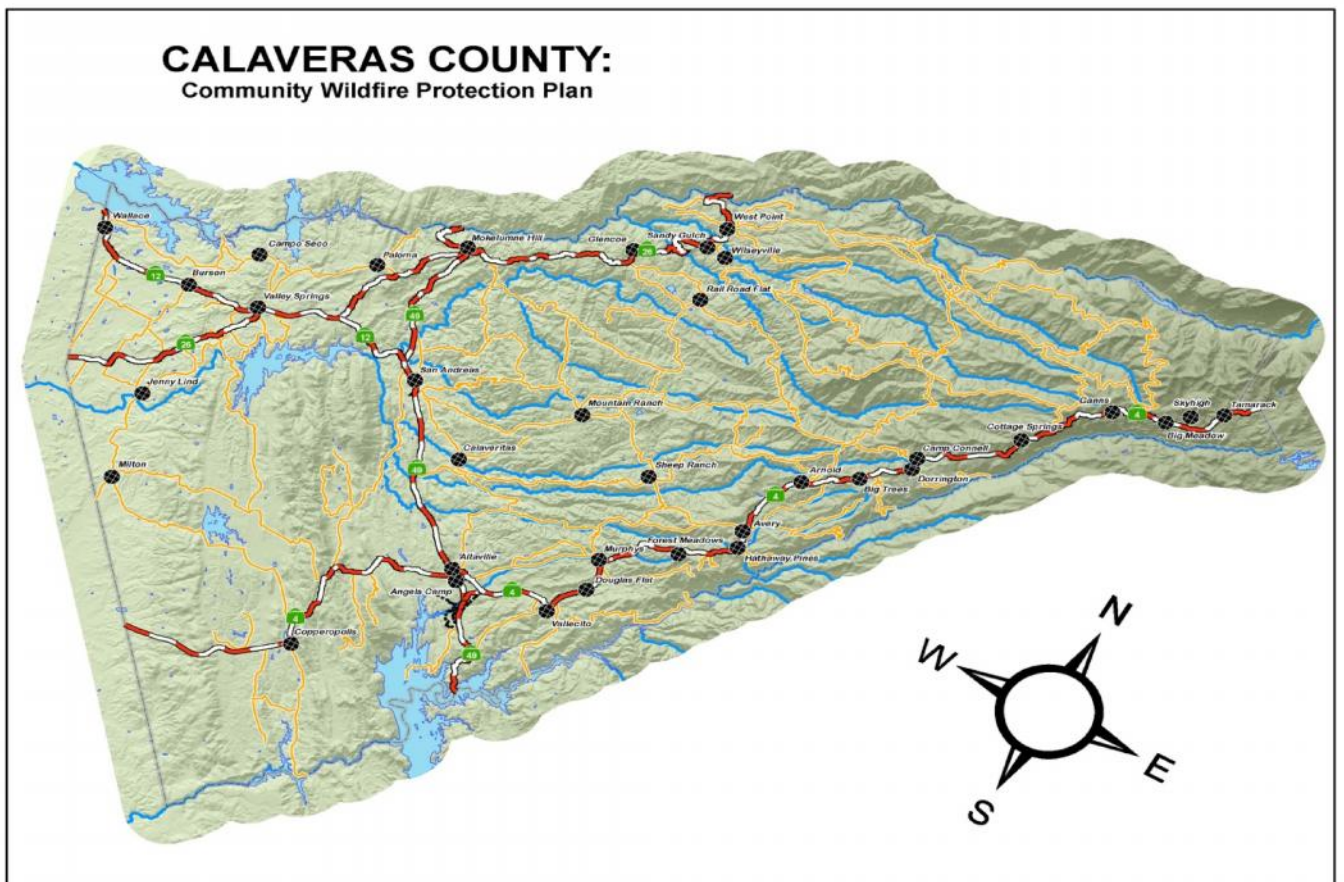 CALAVERAS COUNTY:
Community Wildfire Protection Plan
Wallace
Campo Seco
Paloma
Mokelumne Hill
Glencoe
Sandy Gulch
West Point
Wilseyville
26
12
Burson
Valley Springs
Rail Road Flat
49
12
26
Jenny Lind
San Andreas
Mountain Ranch
Ganns
4
Skyhigh
Tamarack
Big Meadow
Cottage Springs
Calaveritas
49
Milton
Sheep Ranch
Camp Connell
Arnold
Dorrington
Big Trees
4
Avery
Forest Meadows
Hathaway Pines
Murphys
Altaville
Douglas Flat
Angels Camp
4
Vallecito
4
Copperopolis
49
N
W
E
S